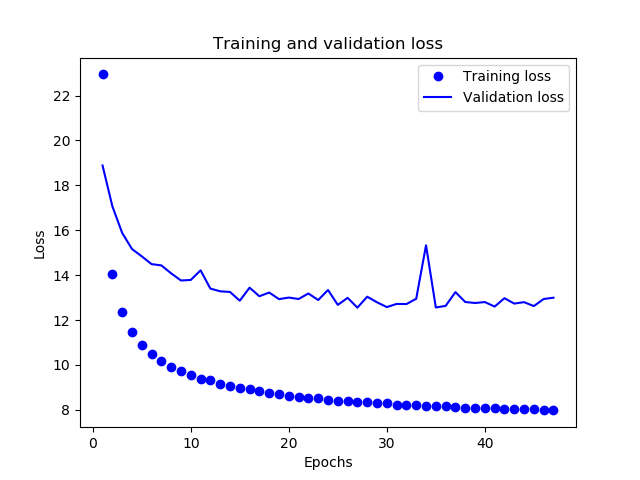 Training and validation loss
Training loss
Validation loss
22
20
18
16
14
12
10
8
Loss
0 10 20 30 40
Epochs